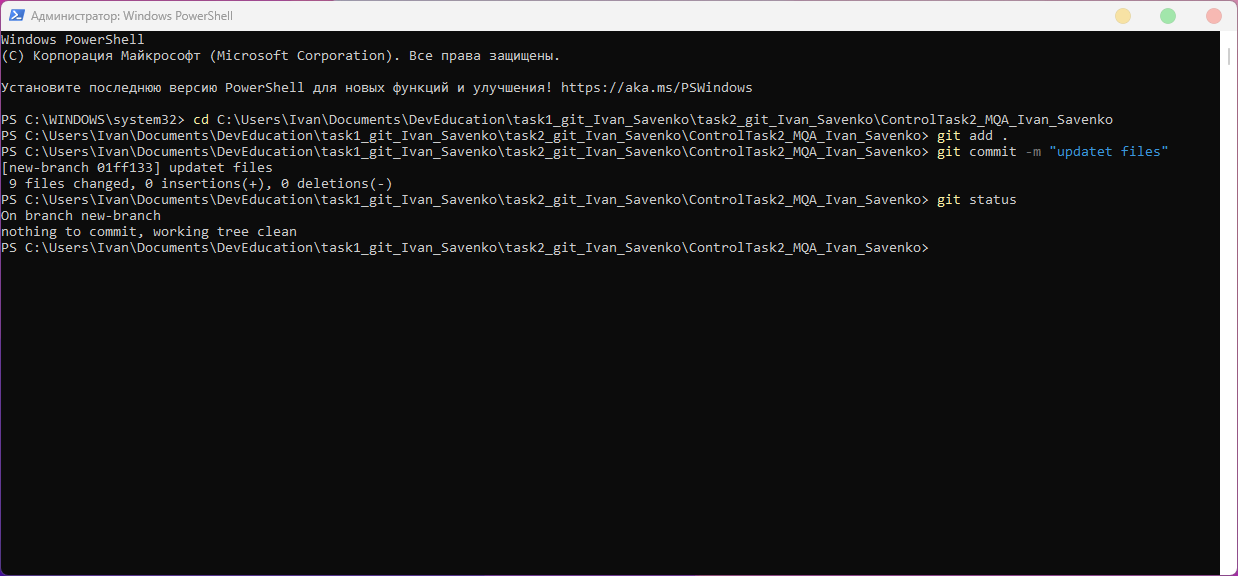 Администратор: Windows PowerShell
Windows PowerShell
(C) Корпорация Майкрософт (Microsoft Corporation). Все права защищены.
Установите последнюю версию PowerShell для новых функций и улучшения! https://aka.ms/PSWindows
PS C:\WINDOWS\system32> cd C:\Users\Ivan\Documents\DevEducation\task1_git_Ivan_Savenko\task2_git_Ivan_Savenko\ControlTask2_MQA_Ivan_Savenko
PS C:\Users\Ivan\Documents\DevEducation\task1_git_Ivan_Savenko\task2_git_Ivan_Savenko\ControlTask2_MQA_Ivan_Savenko> git add .
PS C:\Users\Ivan\Documents\DevEducation\task1_git_Ivan_Savenko\task2_git_Ivan_Savenko\ControlTask2_MQA_Ivan_Savenko> git commit -m "updatet files"
[new-branch 01ff133] updatet files
 9 files changed, 0 insertions(+), 0 deletions(-)
PS C:\Users\Ivan\Documents\DevEducation\task1_git_Ivan_Savenko\task2_git_Ivan_Savenko\ControlTask2_MQA_Ivan_Savenko> git status
On branch new-branch
nothing to commit, working tree clean
PS C:\Users\Ivan\Documents\DevEducation\task1_git_Ivan_Savenko\task2_git_Ivan_Savenko\ControlTask2_MQA_Ivan_Savenko>